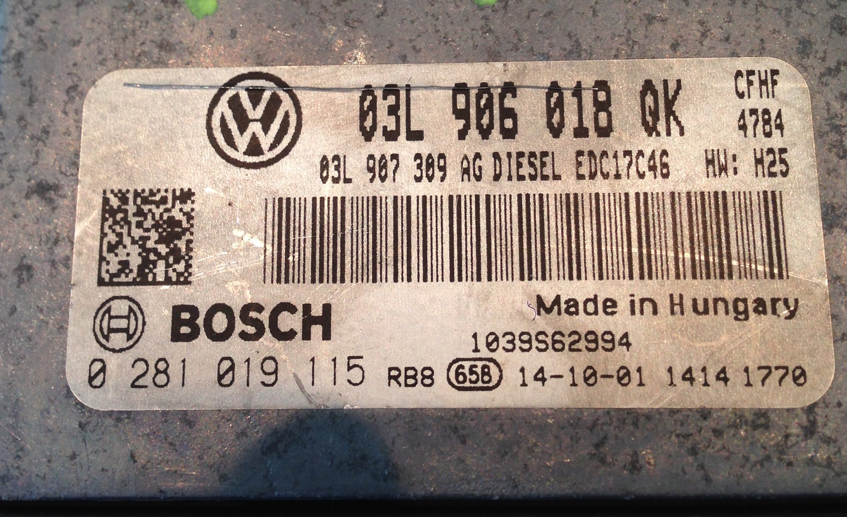 03L 906 018 QK
CFHF
4784
03L 907 309 AG DIESEL EDC17C46 HW: H25
BOSCH
Made in Hungary
1039S62994
0 281 019 115 RB8 65B 14-10-01 1414 1770